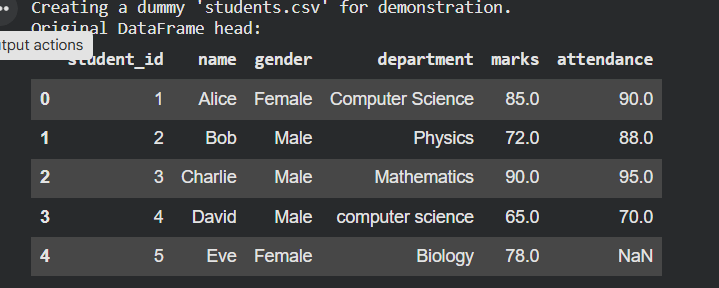 Creating a dummy 'students.csv' for demonstration.
Original DataFrame head:
tput actions
student_id name gender department marks attendance
0 1 Alice Female Computer Science 85.0 90.0
1 2 Bob Male Physics 72.0 88.0
2 3 Charlie Male Mathematics 90.0 95.0
3 4 David Male computer science 65.0 70.0
4 5 Eve Female Biology 78.0 NaN